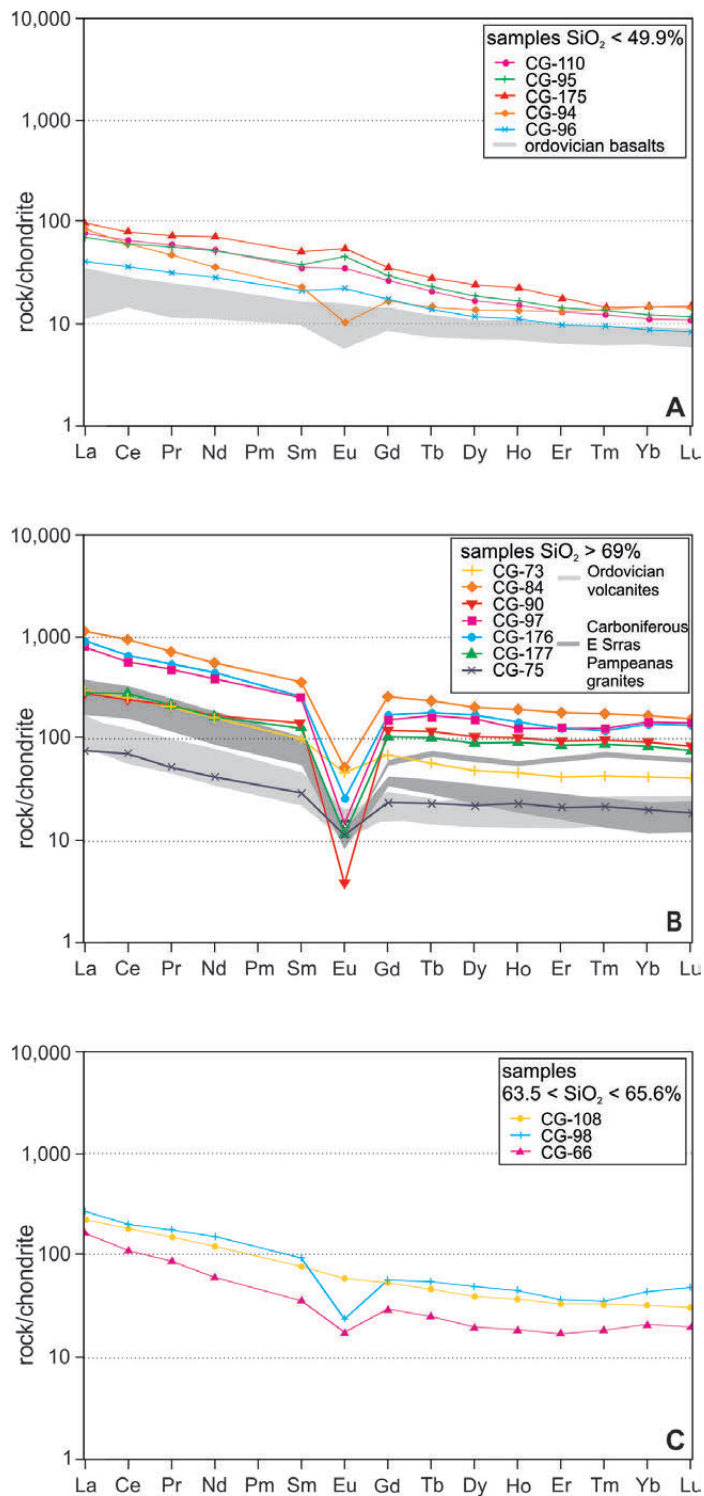 10,000
1,000
100
10
1
rock/chondrite
samples SiO₂ < 49.9%
CG-110
CG-95
CG-175
CG-94
CG-96
ordovician basalts
A
La Ce Pr Nd Pm Sm Eu Gd Tb Dy Ho Er Tm Yb Lu
10,000
1,000
100
10
1
rock/chondrite
samples SiO₂ > 69%
CG-73
CG-84
CG-90
CG-97
CG-176
CG-177
CG-75
Ordovician
volcanites
Carboniferous
E Srras
Pampeanas
granites
B
La Ce Pr Nd Pm Sm Eu Gd Tb Dy Ho Er Tm Yb Lu
10,000
1,000
100
10
1
rock/chondrite
samples
63.5 < SiO₂ < 65.6%
CG-108
CG-98
CG-66
C
La Ce Pr Nd Pm Sm Eu Gd Tb Dy Ho Er Tm Yb Lu